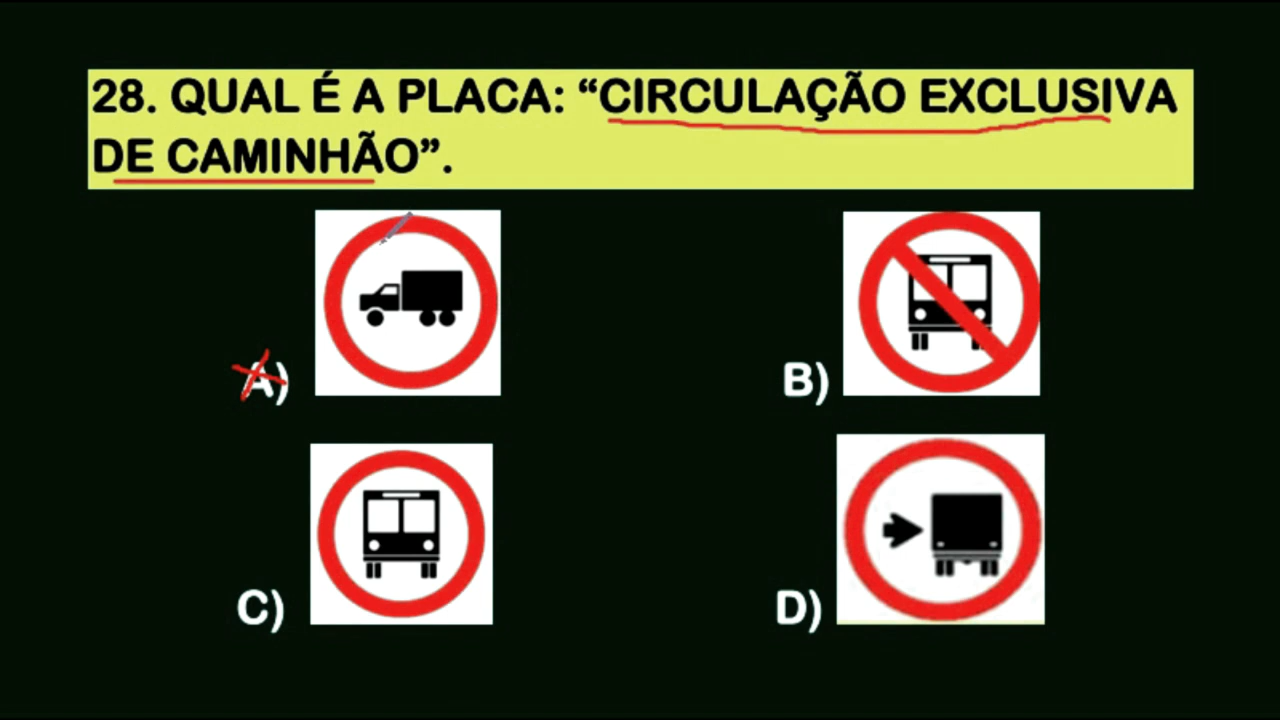 28. QUAL É A PLACA: “CIRCULAÇÃO EXCLUSIVA
DE CAMINHÃO”.
A)
B)
C)
D)